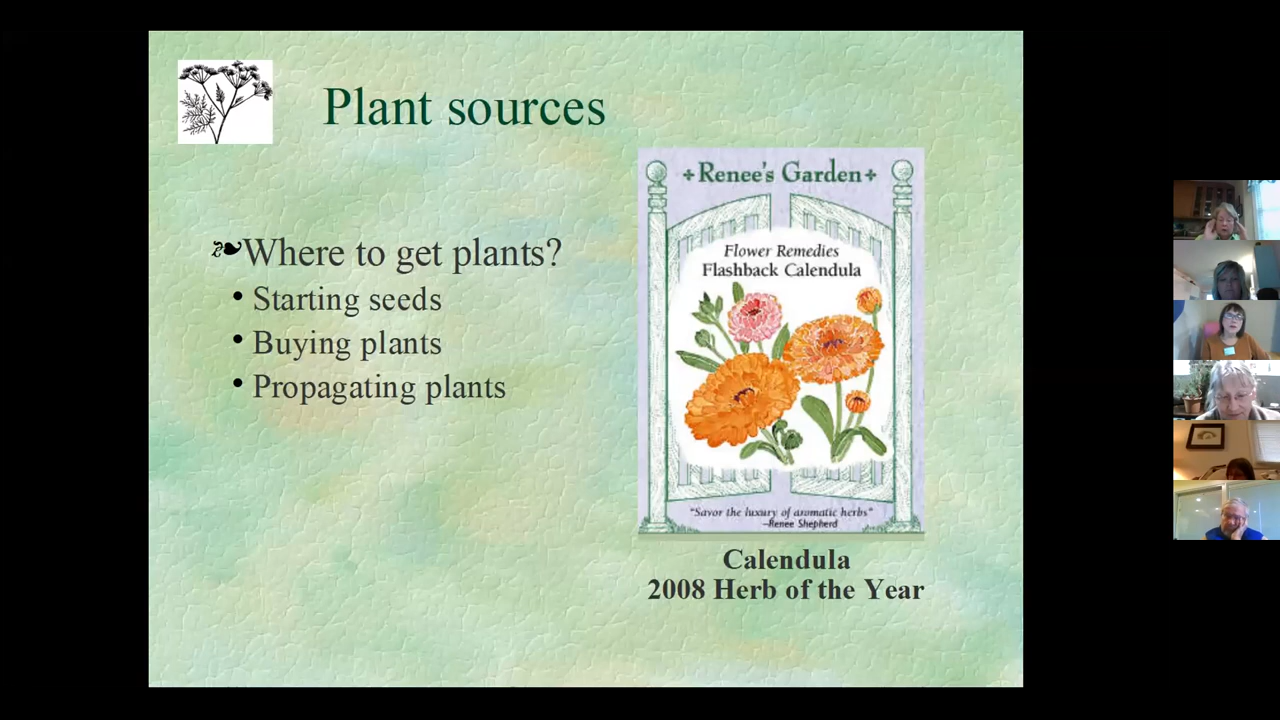 Plant sources
Where to get plants?
• Starting seeds
• Buying plants
• Propagating plants
Renee's Garden
Flower Remedies
Flashback Calendula
"Savor the luxury of aromatic herbs"
—Renee Shepherd
Calendula
2008 Herb of the Year